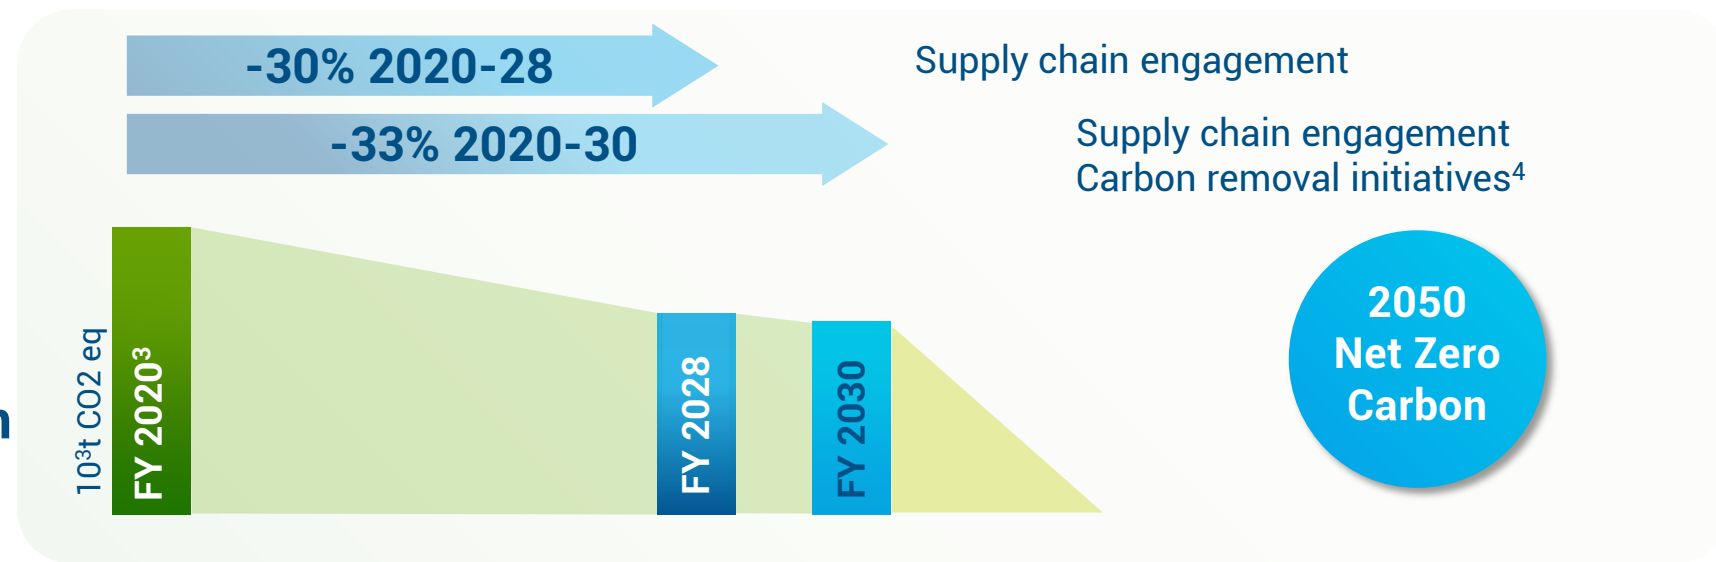 -30% 2020-28
Supply chain engagement
-33% 2020-30
Supply chain engagement
Carbon removal initiatives⁴
10³t CO2 eq
FY 2020³
FY 2028
FY 2030
2050
Net Zero
Carbon